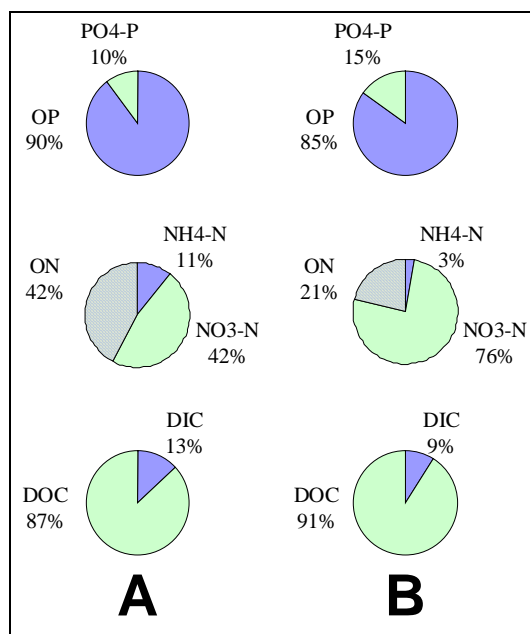 PO4-P
10%
OP
90%
PO4-P
15%
OP
85%
NH4-N
11%
ON
42%
NO3-N
42%
NH4-N
3%
ON
21%
NO3-N
76%
DIC
13%
DOC
87%
DIC
9%
DOC
91%
A
B